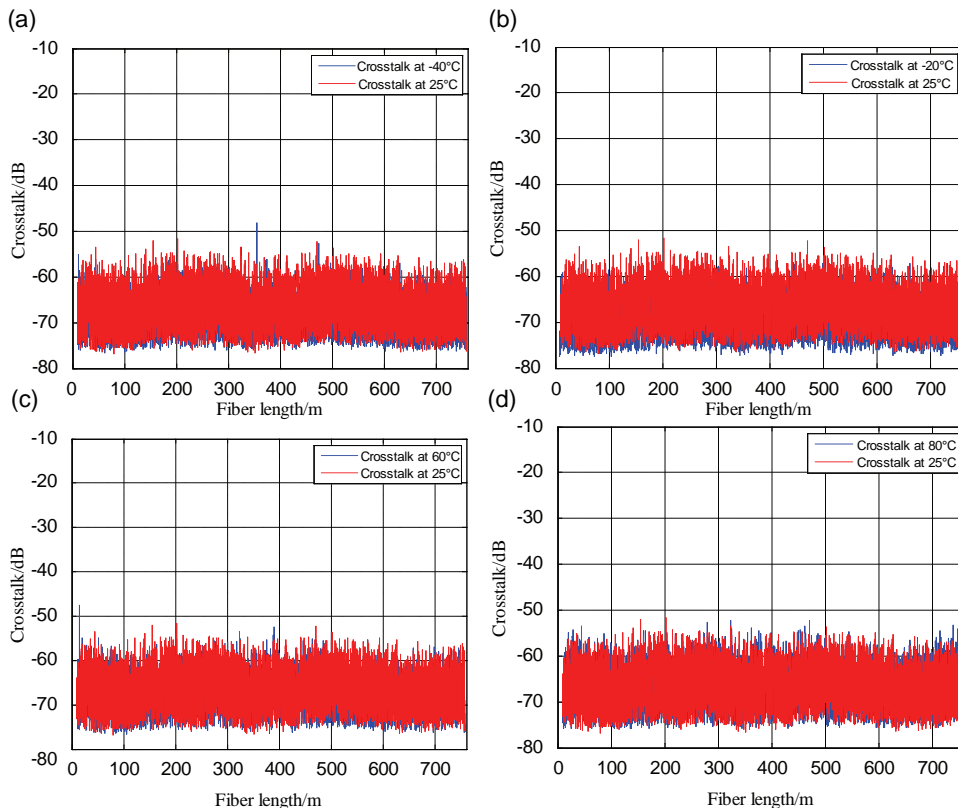 (a)
-10
-20
-30
-40
-50
-60
-70
-80
Crosstalk/dB
Crosstalk at -40°C
Crosstalk at 25°C
0 100 200 300 400 500 600 700
Fiber length/m
(b)
-10
-20
-30
-40
-50
-60
-70
-80
Crosstalk/dB
Crosstalk at -20°C
Crosstalk at 25°C
0 100 200 300 400 500 600 700
Fiber length/m
(c)
-10
-20
-30
-40
-50
-60
-70
-80
Crosstalk/dB
Crosstalk at 60°C
Crosstalk at 25°C
0 100 200 300 400 500 600 700
Fiber length/m
(d)
-10
-20
-30
-40
-50
-60
-70
-80
Crosstalk/dB
Crosstalk at 80°C
Crosstalk at 25°C
0 100 200 300 400 500 600 700
Fiber length/m